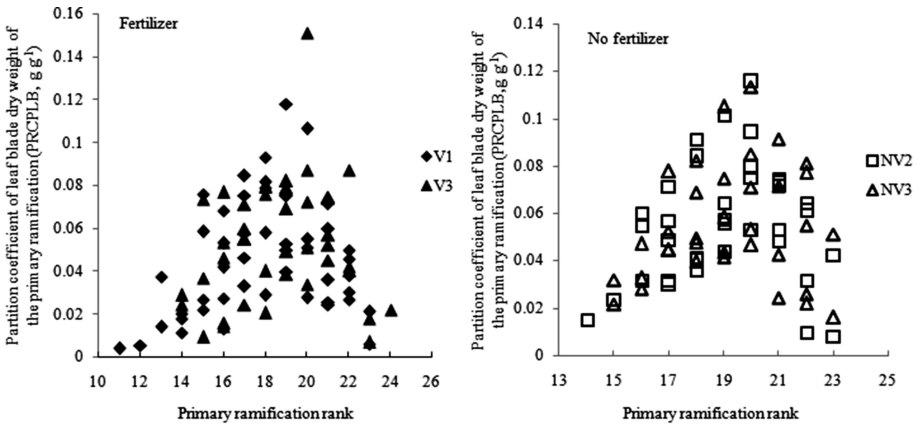 Fertilizer
Partition coefficient of leaf blade dry weight of
the primary ramification (PRCPLB, g g¹)
0.16
0.14
0.12
0.1
0.08
0.06
0.04
0.02
0
10 12 14 16 18 20 22 24 26
Primary ramification rank
V1
V3
No fertilizer
Partition coefficient of leaf blade dry weight of
the primary ramification (PRCPLB,g g¹)
0.14
0.12
0.10
0.08
0.06
0.04
0.02
0
13 15 17 19 21 23 25
Primary ramification rank
NV2
NV3